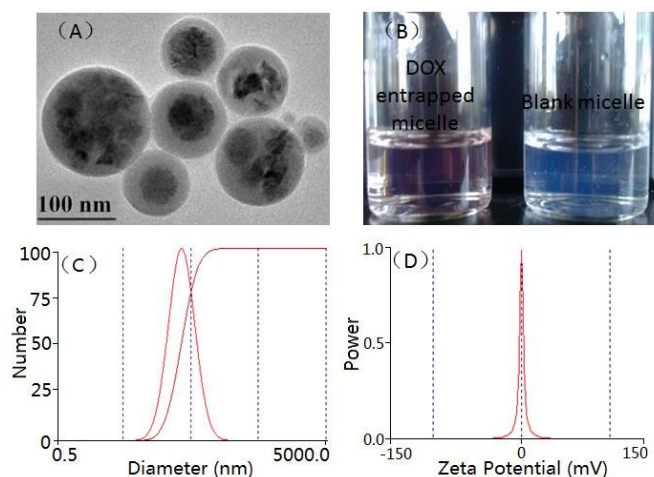 （A）
100 nm
（B）
DOX
entrapped
micelle
Blank micelle
（C）
100
75
50
25
0
Number
0.5
5000.0
Diameter (nm)
（D）
1.0
0.5
0.0
Power
-150
0
150
Zeta Potential (mV)